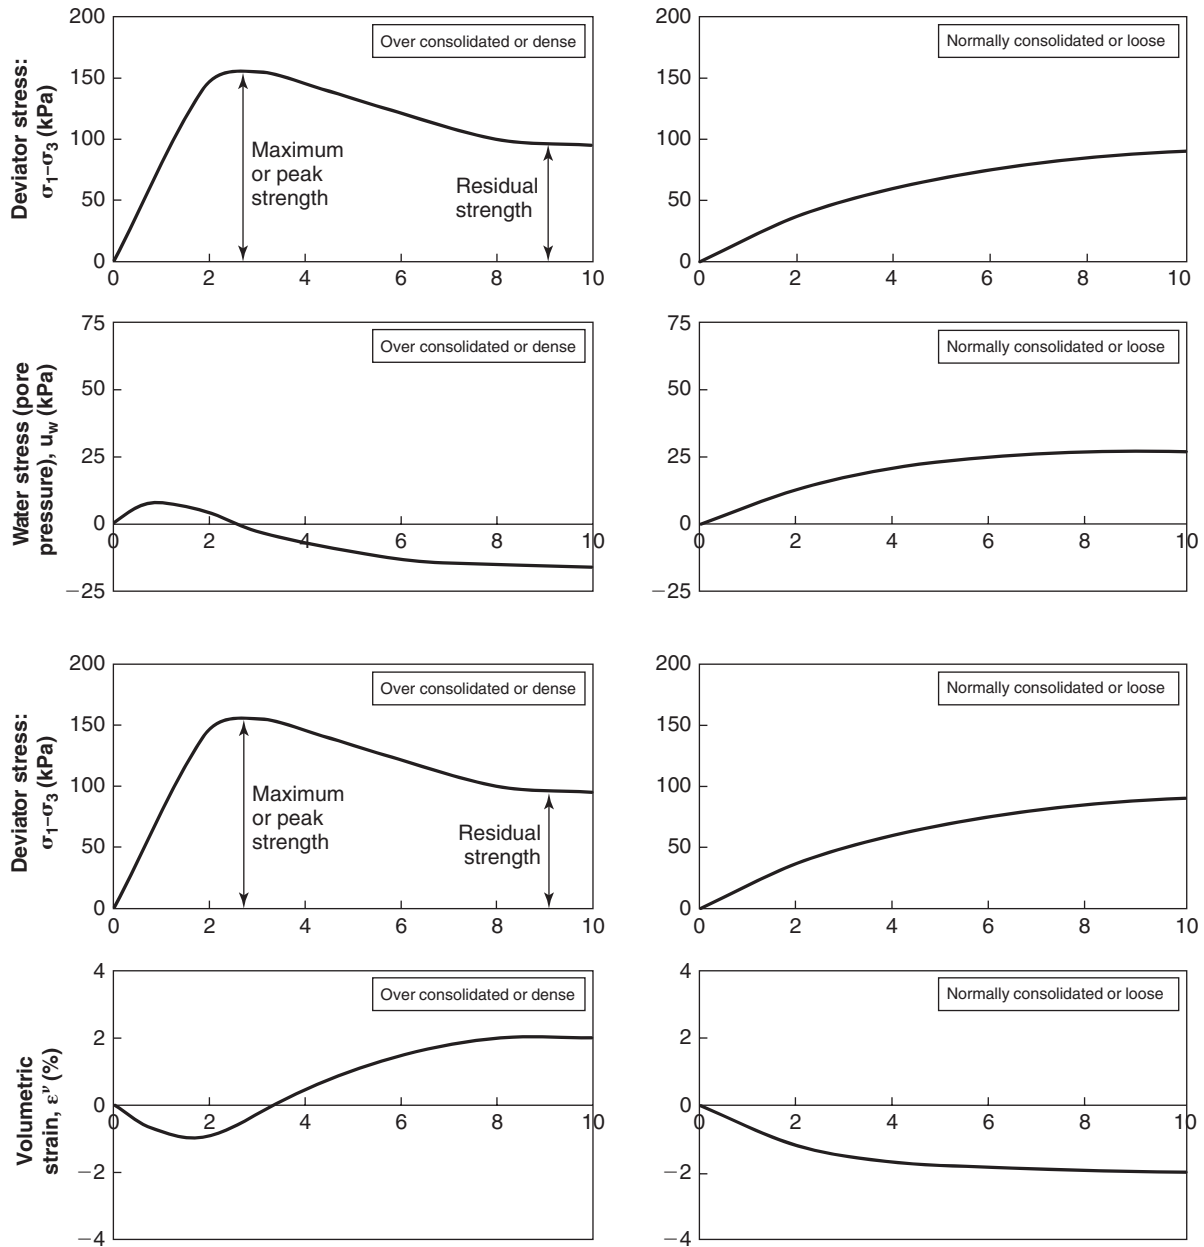 200
150
100
50
0
Deviator stress:
σ1–σ3 (kPa)
Over consolidated or dense
Maximum
or peak
strength
Residual
strength
0 2 4 6 8 10
200
150
100
50
0
Normally consolidated or loose
0 2 4 6 8 10
75
50
25
0
−25
Water stress (pore
pressure), uw (kPa)
Over consolidated or dense
0 2 4 6 8 10
75
50
25
0
−25
Normally consolidated or loose
0 2 4 6 8 10
200
150
100
50
0
Deviator stress:
σ1–σ3 (kPa)
Over consolidated or dense
Maximum
or peak
strength
Residual
strength
0 2 4 6 8 10
200
150
100
50
0
Normally consolidated or loose
0 2 4 6 8 10
4
2
0
−2
−4
Volumetric
strain, εν (%)
Over consolidated or dense
0 2 4 6 8 10
4
2
0
−2
−4
Normally consolidated or loose
0 2 4 6 8 10